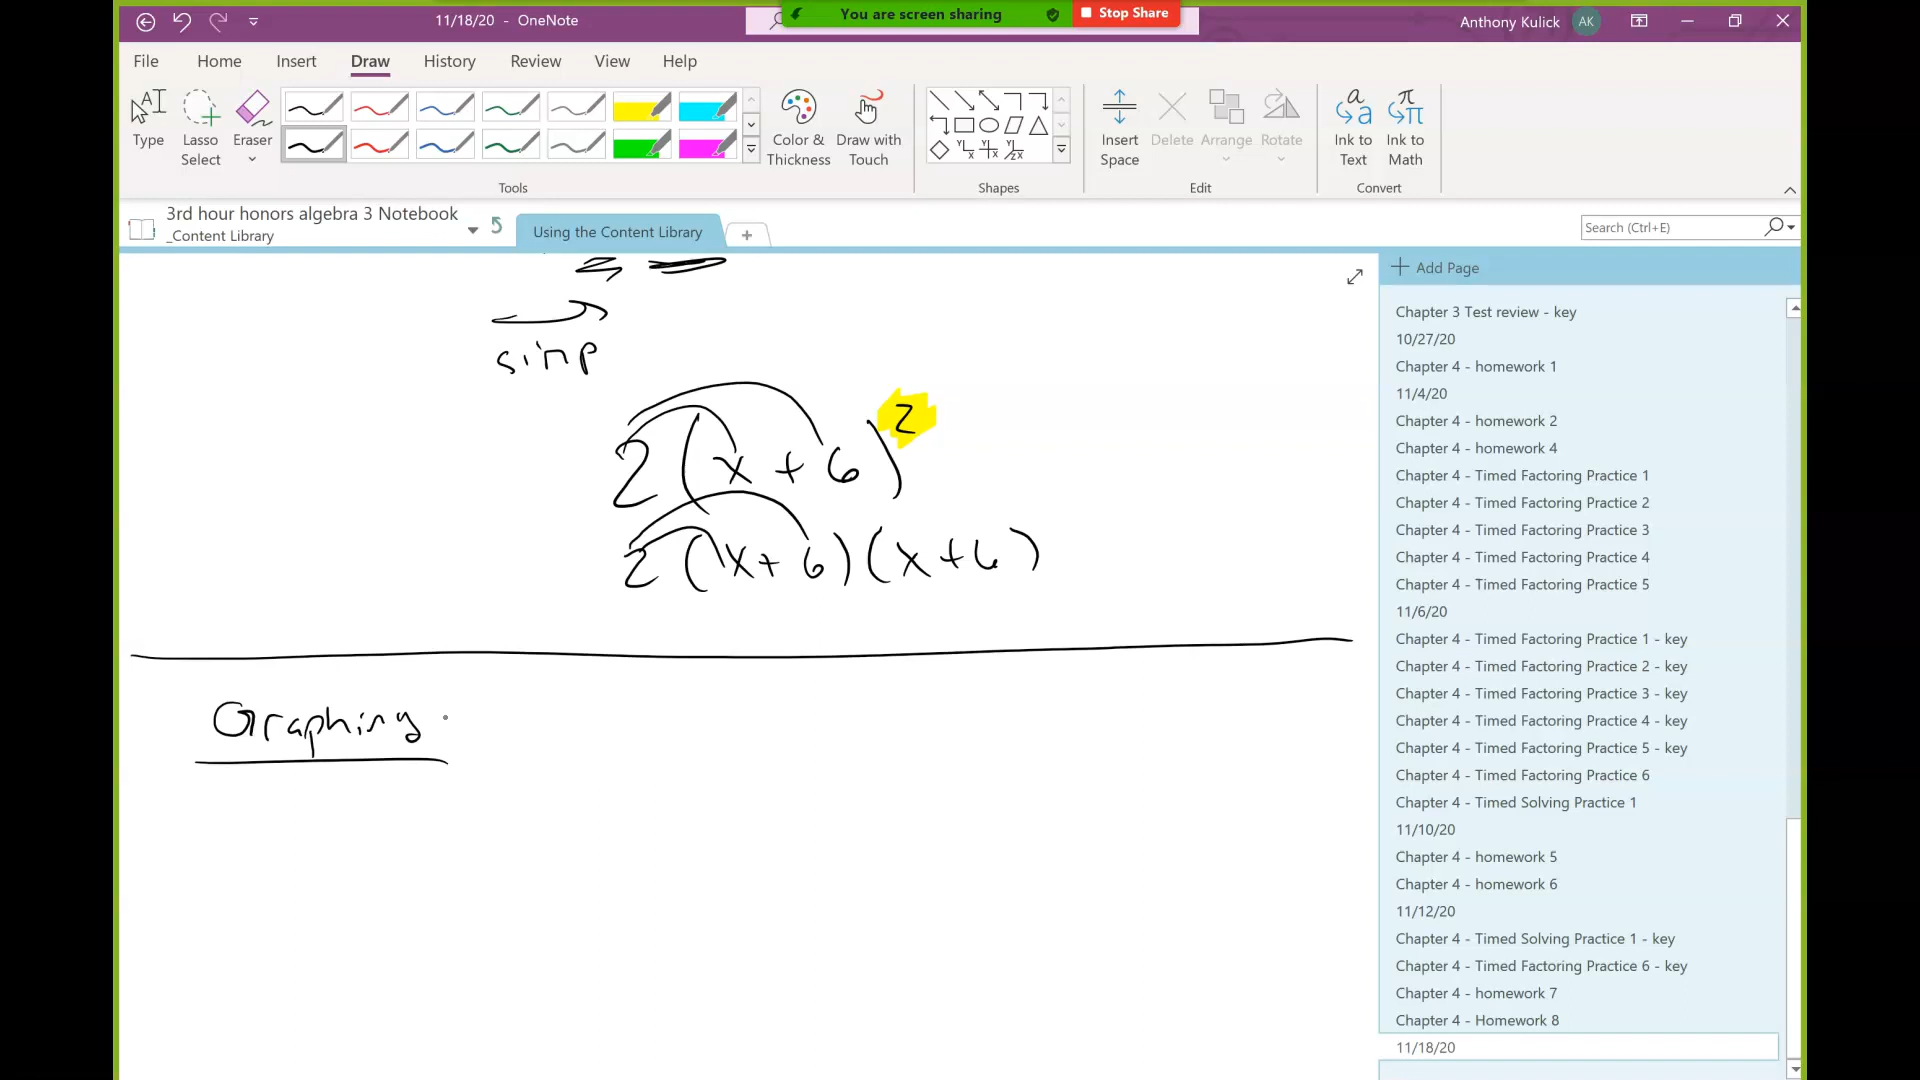 11/18/20 - OneNote
You are screen sharing
Stop Share
Anthony Kulick
AK
File Home Insert Draw History Review View Help
Type
Lasso Select
Eraser
Color & Thickness
Draw with Touch
Insert Space
Delete
Arrange
Rotate
Ink to Text
Ink to Math
Tools
Shapes
Edit
Convert
3rd hour honors algebra 3 Notebook
_Content Library
Using the Content Library
Search (Ctrl+E)
simp
2(x+6)²
2(x+6)(x+6)
Graphing
Add Page
Chapter 3 Test review - key
10/27/20
Chapter 4 - homework 1
11/4/20
Chapter 4 - homework 2
Chapter 4 - homework 4
Chapter 4 - Timed Factoring Practice 1
Chapter 4 - Timed Factoring Practice 2
Chapter 4 - Timed Factoring Practice 3
Chapter 4 - Timed Factoring Practice 4
Chapter 4 - Timed Factoring Practice 5
11/6/20
Chapter 4 - Timed Factoring Practice 1 - key
Chapter 4 - Timed Factoring Practice 2 - key
Chapter 4 - Timed Factoring Practice 3 - key
Chapter 4 - Timed Factoring Practice 4 - key
Chapter 4 - Timed Factoring Practice 5 - key
Chapter 4 - Timed Factoring Practice 6
Chapter 4 - Timed Solving Practice 1
11/10/20
Chapter 4 - homework 5
Chapter 4 - homework 6
11/12/20
Chapter 4 - Timed Solving Practice 1 - key
Chapter 4 - Timed Factoring Practice 6 - key
Chapter 4 - homework 7
Chapter 4 - Homework 8
11/18/20